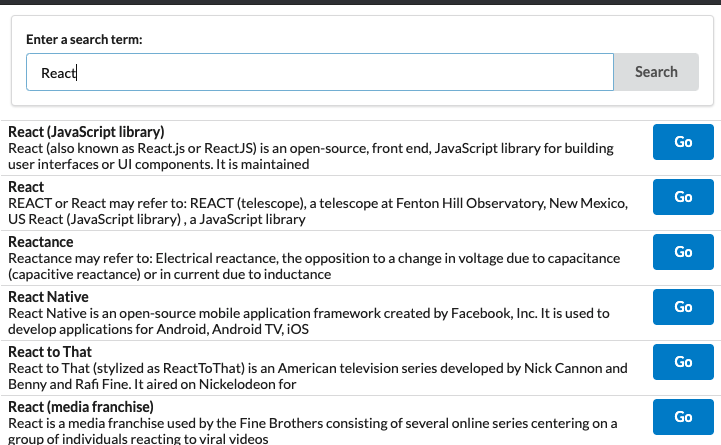 Enter a search term:
React
Search
React (JavaScript library)
React (also known as React.js or ReactJS) is an open-source, front end, JavaScript library for building
user interfaces or UI components. It is maintained
Go
React
REACT or React may refer to: REACT (telescope), a telescope at Fenton Hill Observatory, New Mexico,
US React (JavaScript library) , a JavaScript library
Go
Reactance
Reactance may refer to: Electrical reactance, the opposition to a change in voltage due to capacitance
(capacitive reactance) or in current due to inductance
Go
React Native
React Native is an open-source mobile application framework created by Facebook, Inc. It is used to
develop applications for Android, Android TV, iOS
Go
React to That
React to That (stylized as ReactToThat) is an American television series developed by Nick Cannon and
Benny and Rafi Fine. It aired on Nickelodeon for
Go
React (media franchise)
React is a media franchise used by the Fine Brothers consisting of several online series centering on a
group of individuals reacting to viral videos
Go